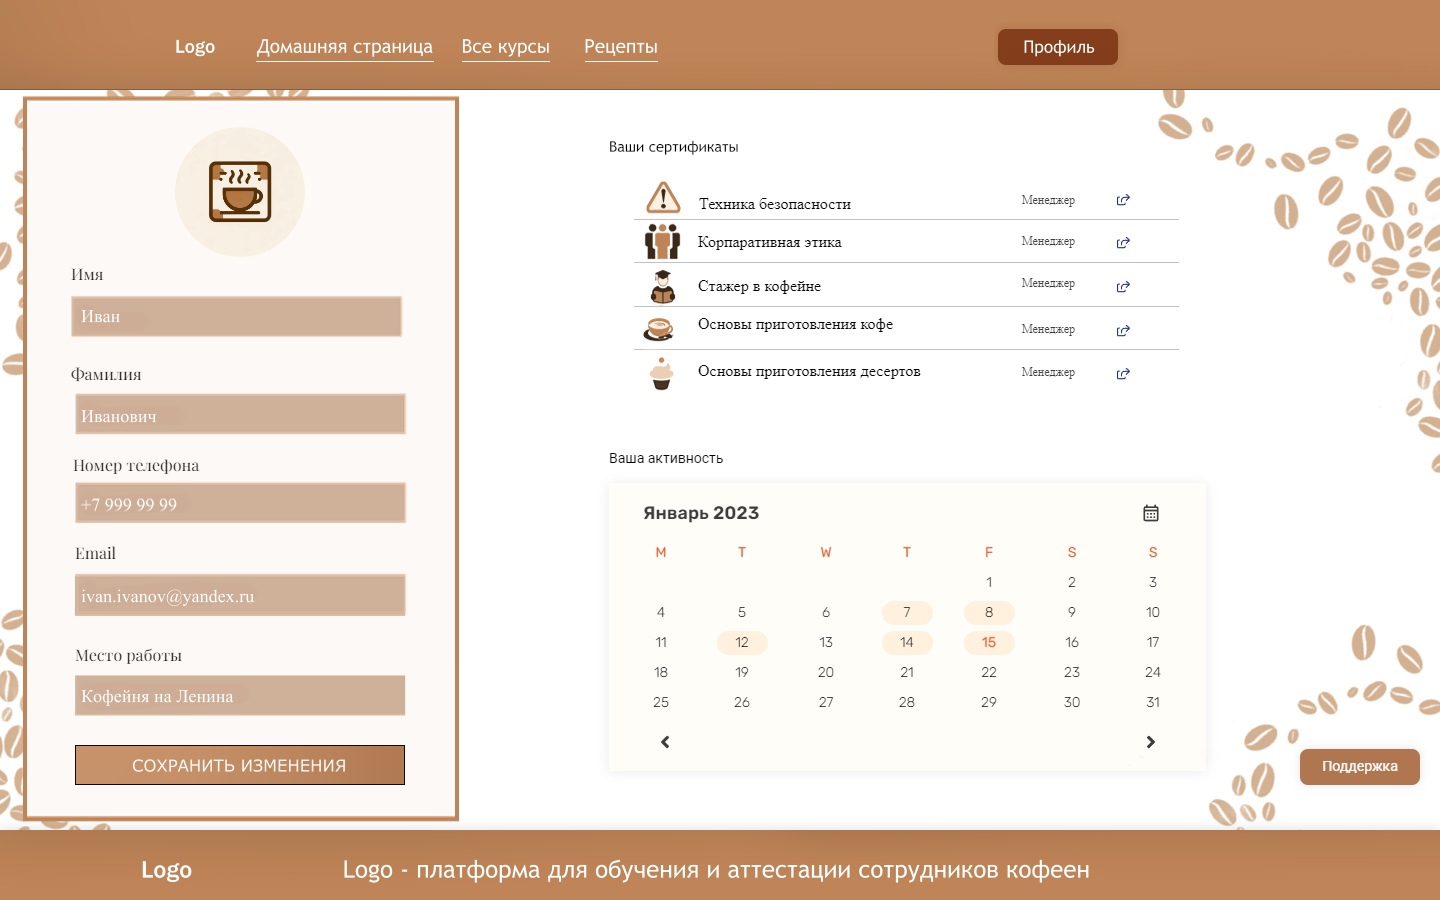 Logo Домашняя страница Все курсы Рецепты Профиль
Имя
Иван
Фамилия
Иванович
Номер телефона
+7 999 99 99
Email
ivan.ivanov@yandex.ru
Место работы
Кофейня на Ленина
СОХРАНИТЬ ИЗМЕНЕНИЯ
Ваши сертификаты
Техника безопасности Менеджер
Корпаративная этика Менеджер
Стажер в кофейне Менеджер
Основы приготовления кофе Менеджер
Основы приготовления десертов Менеджер
Ваша активность
Январь 2023
M T W T F S S
1 2 3
4 5 6 7 8 9 10
11 12 13 14 15 16 17
18 19 20 21 22 23 24
25 26 27 28 29 30 31
Поддержка
Logo Logo - платформа для обучения и аттестации сотрудников кофеен